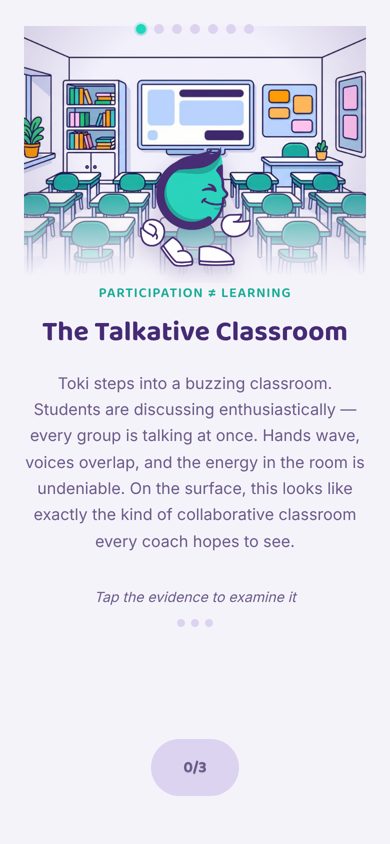 PARTICIPATION ≠ LEARNING
The Talkative Classroom
Toki steps into a buzzing classroom.
Students are discussing enthusiastically —
every group is talking at once. Hands wave,
voices overlap, and the energy in the room is
undeniable. On the surface, this looks like
exactly the kind of collaborative classroom
every coach hopes to see.
Tap the evidence to examine it
0/3